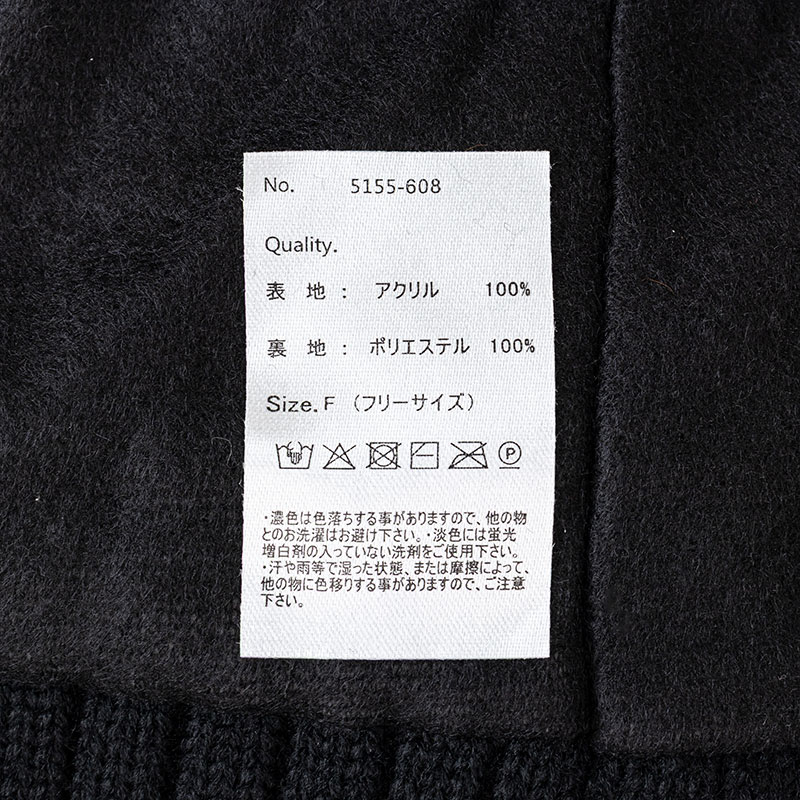 No. 5155-608
Quality.
表 地 : アクリル 100%
裏 地 : ポリエステル 100%
Size. F （フリーサイズ）
P
・濃色は色落ちする事がありますので、他の物
とのお洗濯はお避け下さい。・淡色には蛍光
増白剤の入っていない洗剤をご使用下さい。
・汗や雨等で湿った状態、または摩擦によって、
他の物に色移りする事がありますので、ご注意
下さい。